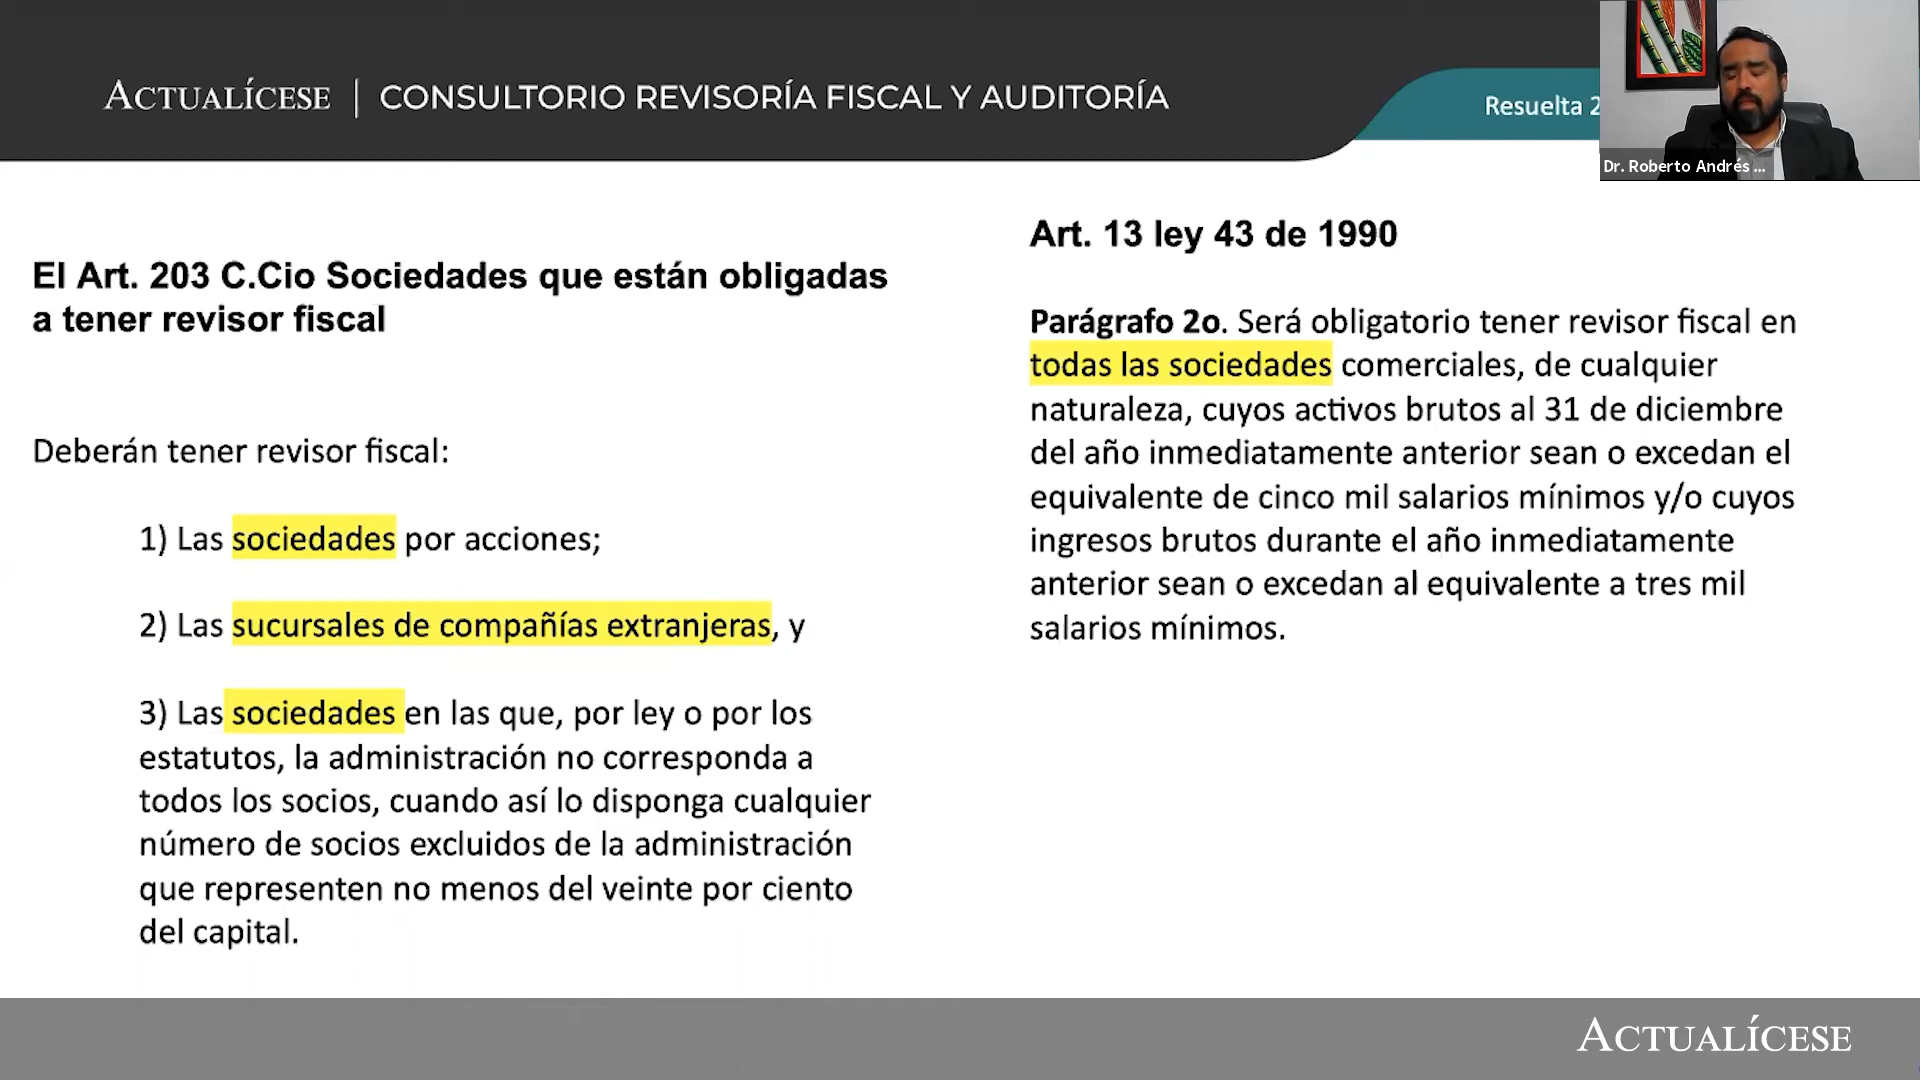 ACTUALÍCESE | CONSULTORIO REVISORÍA FISCAL Y AUDITORÍA
Resuelta 2
Dr. Roberto Andrés ...
El Art. 203 C.Cio Sociedades que están obligadas
a tener revisor fiscal
Deberán tener revisor fiscal:
1) Las sociedades por acciones;
2) Las sucursales de compañías extranjeras, y
3) Las sociedades en las que, por ley o por los
estatutos, la administración no corresponda a
todos los socios, cuando así lo disponga cualquier
número de socios excluidos de la administración
que representen no menos del veinte por ciento
del capital.
Art. 13 ley 43 de 1990
Parágrafo 2o. Será obligatorio tener revisor fiscal en
todas las sociedades comerciales, de cualquier
naturaleza, cuyos activos brutos al 31 de diciembre
del año inmediatamente anterior sean o excedan el
equivalente de cinco mil salarios mínimos y/o cuyos
ingresos brutos durante el año inmediatamente
anterior sean o excedan al equivalente a tres mil
salarios mínimos.
ACTUALÍCESE